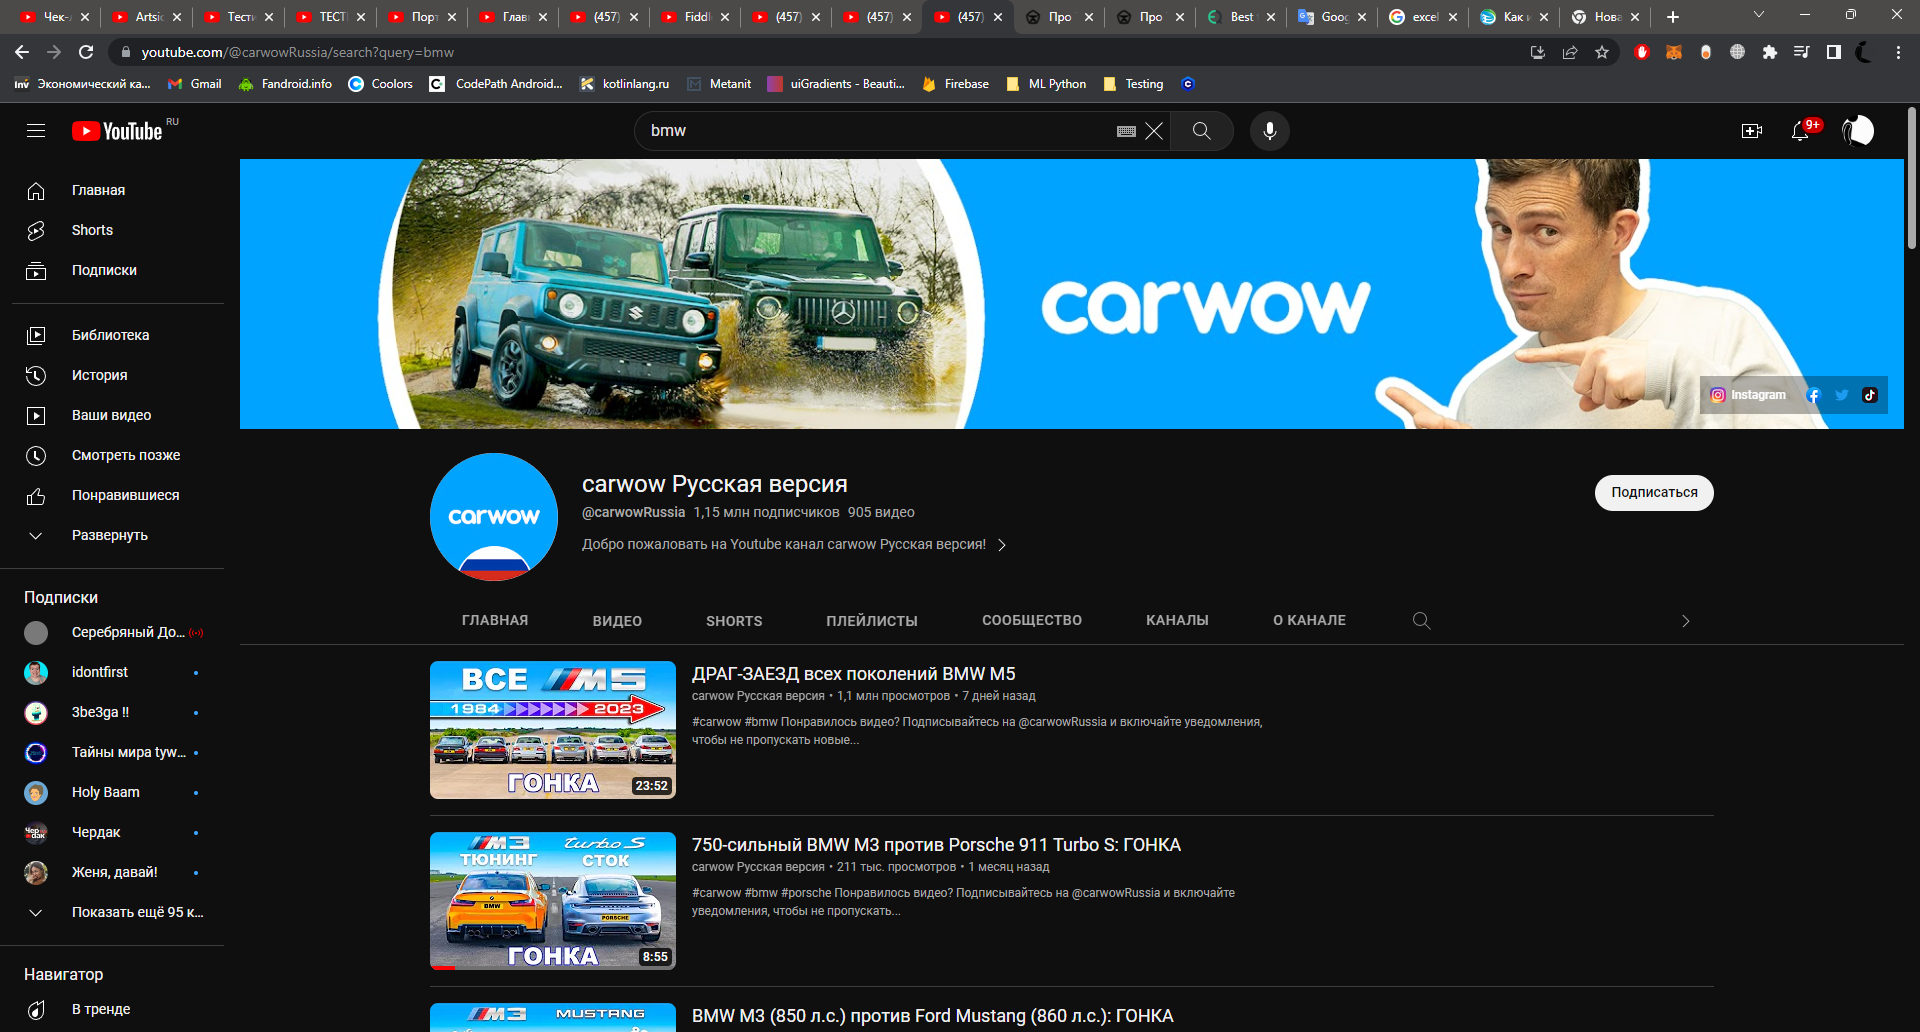 Чек-л
Artsid
Тести
ТЕСТ
Порт
Главн
(457)
Fiddl
(457)
(457)
(457)
Про
Про
Best
Goog
excel
Как и
Нова
youtube.com/@carwowRussia/search?query=bmw
Inv Экономический ка...
Gmail
Fandroid.info
Coolors
CodePath Android...
kotlinlang.ru
Metanit
uiGradients - Beauti...
Firebase
ML Python
Testing
YouTube RU
bmw
9+
Главная
Shorts
Подписки
Библиотека
История
Ваши видео
Смотреть позже
Понравившиеся
Развернуть
Подписки
Серебряный До...
idontfirst
3be3ga !!
Тайны мира tyw...
Holy Baam
Чердак
Женя, давай!
Показать ещё 95 к...
Навигатор
В тренде
carwow
Instagram
carwow
carwow Русская версия
@carwowRussia 1,15 млн подписчиков 905 видео
Добро пожаловать на Youtube канал carwow Русская версия!
Подписаться
ГЛАВНАЯ
ВИДЕО
SHORTS
ПЛЕЙЛИСТЫ
СООБЩЕСТВО
КАНАЛЫ
О КАНАЛЕ
ВСЕ M5
1984 2023
ГОНКА
23:52
ДРАГ-ЗАЕЗД всех поколений BMW M5
carwow Русская версия • 1,1 млн просмотров • 7 дней назад
#carwow #bmw Понравилось видео? Подписывайтесь на @carwowRussia и включайте уведомления,
чтобы не пропускать новые...
M3 turbo S
ТЮНИНГ СТОК
BMW PORSCHE
ГОНКА
8:55
750-сильный BMW M3 против Porsche 911 Turbo S: ГОНКА
carwow Русская версия • 211 тыс. просмотров • 1 месяц назад
#carwow #bmw #porsche Понравилось видео? Подписывайтесь на @carwowRussia и включайте
уведомления, чтобы не пропускать...
M3 MUSTANG
BMW M3 (850 л.с.) против Ford Mustang (860 л.с.): ГОНКА